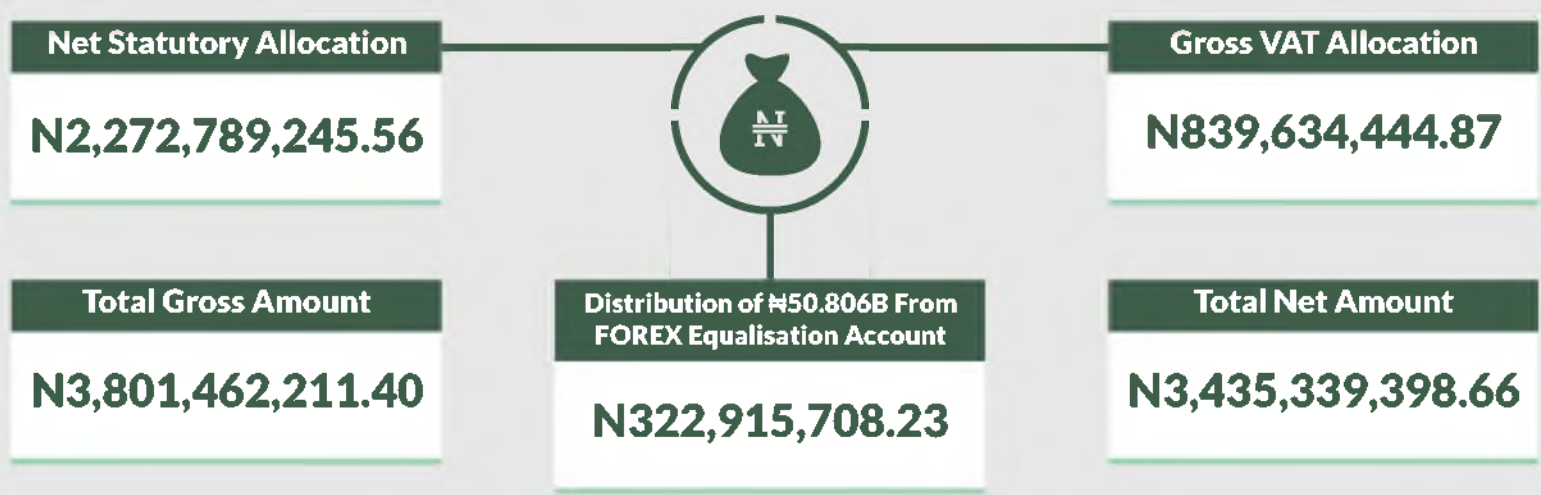 Net Statutory Allocation
N2,272,789,245.56
₦
Gross VAT Allocation
N839,634,444.87
Total Gross Amount
N3,801,462,211.40
Distribution of ₦50.806B From
FOREX Equalisation Account
N322,915,708.23
Total Net Amount
N3,435,339,398.66